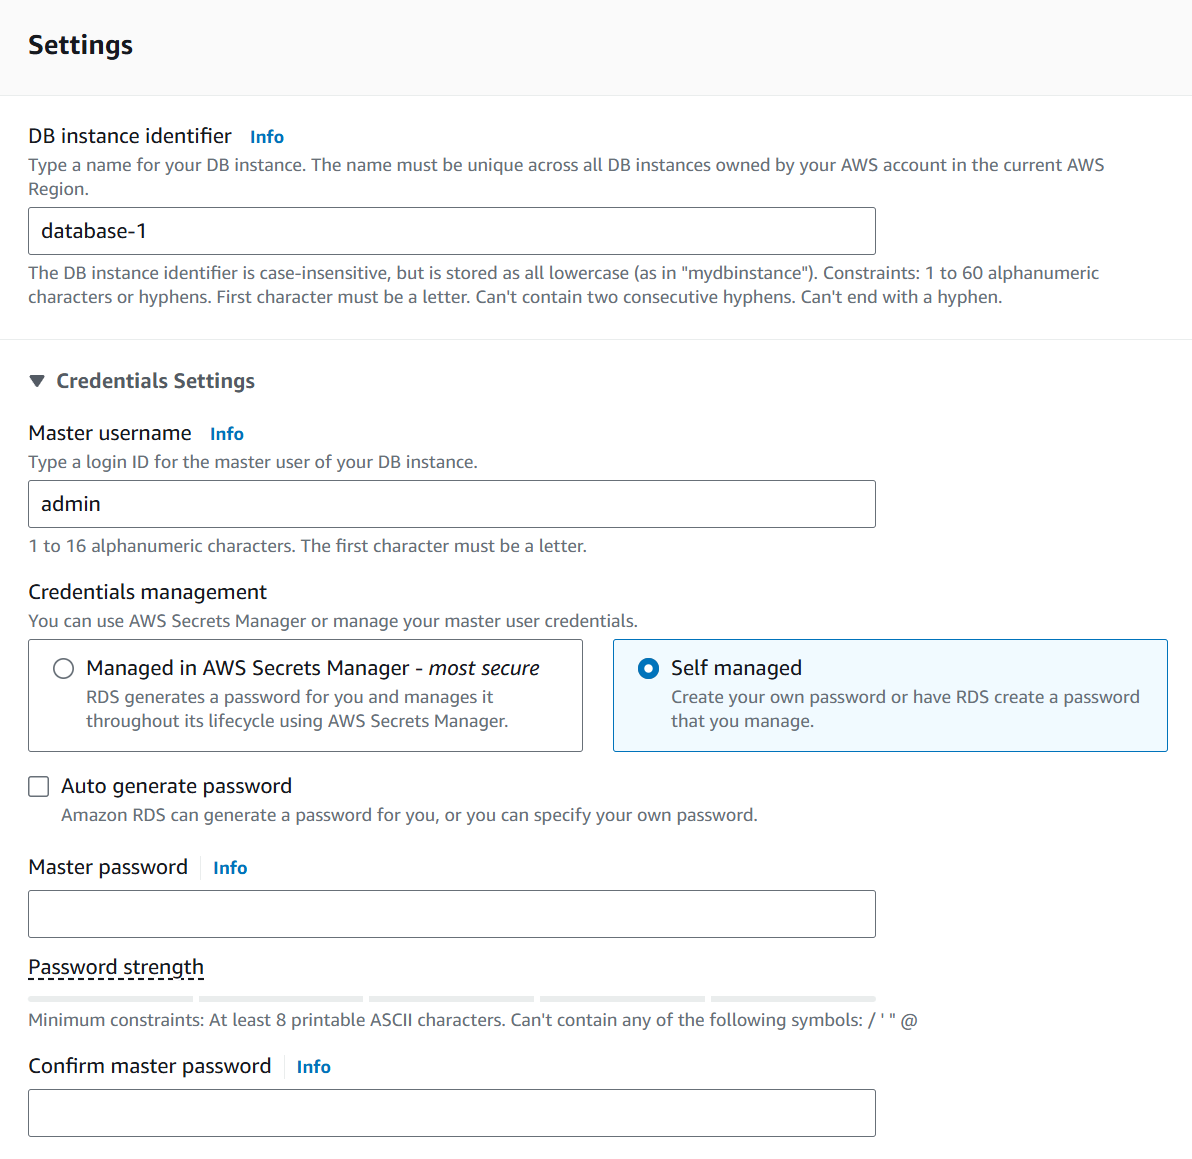 Settings
DB instance identifier Info
Type a name for your DB instance. The name must be unique across all DB instances owned by your AWS account in the current AWS
Region.
database-1
The DB instance identifier is case-insensitive, but is stored as all lowercase (as in "mydbinstance"). Constraints: 1 to 60 alphanumeric
characters or hyphens. First character must be a letter. Can't contain two consecutive hyphens. Can't end with a hyphen.
Credentials Settings
Master username Info
Type a login ID for the master user of your DB instance.
admin
1 to 16 alphanumeric characters. The first character must be a letter.
Credentials management
You can use AWS Secrets Manager or manage your master user credentials.
Managed in AWS Secrets Manager - most secure
RDS generates a password for you and manages it
throughout its lifecycle using AWS Secrets Manager.
Self managed
Create your own password or have RDS create a password
that you manage.
Auto generate password
Amazon RDS can generate a password for you, or you can specify your own password.
Master password Info
Password strength
Minimum constraints: At least 8 printable ASCII characters. Can't contain any of the following symbols: / ' " @
Confirm master password Info